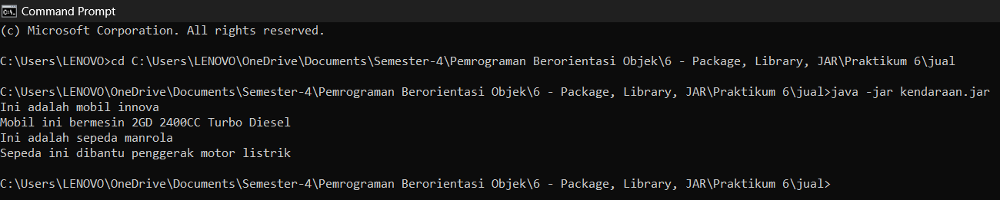 Command Prompt
(c) Microsoft Corporation. All rights reserved.
C:\Users\LENOVO>cd C:\Users\LENOVO\OneDrive\Documents\Semester-4\Pemrograman Berorientasi Objek\6 - Package, Library, JAR\Praktikum 6\jual
C:\Users\LENOVO\OneDrive\Documents\Semester-4\Pemrograman Berorientasi Objek\6 - Package, Library, JAR\Praktikum 6\jual>java -jar kendaraan.jar
Ini adalah mobil innova
Mobil ini bermesin 2GD 2400CC Turbo Diesel
Ini adalah sepeda manrola
Sepeda ini dibantu penggerak motor listrik
C:\Users\LENOVO\OneDrive\Documents\Semester-4\Pemrograman Berorientasi Objek\6 - Package, Library, JAR\Praktikum 6\jual>